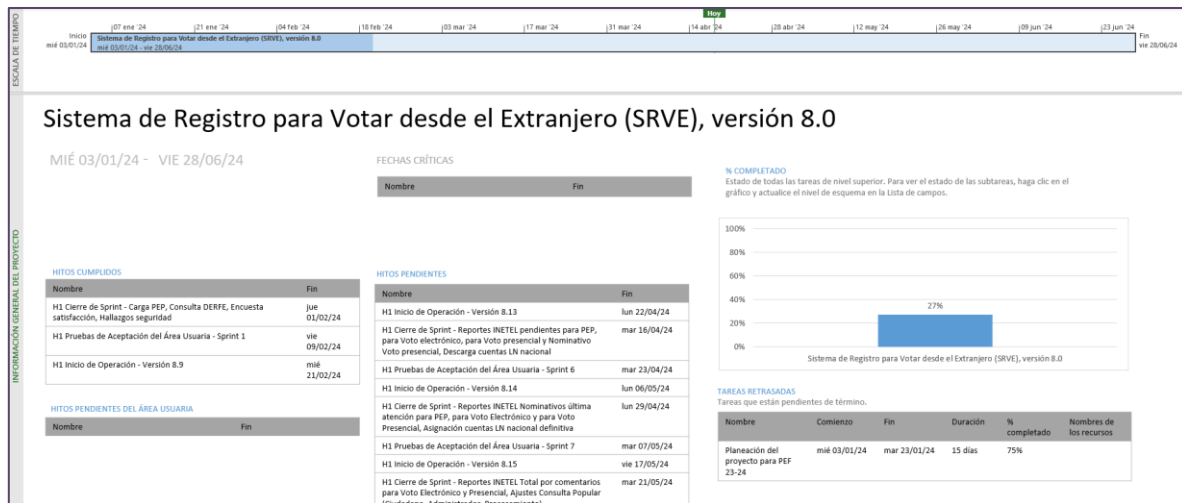 ESCALA DE TIEMPO
Hoy
07 ene '24
21 ene '24
04 feb '24
18 feb '24
03 mar '24
17 mar '24
31 mar '24
14 abr '24
28 abr '24
12 may '24
26 may '24
09 jun '24
23 jun '24
Inicio
mié 03/01/24
Sistema de Registro para Votar desde el Extranjero (SRVE), versión 8.0
mié 03/01/24 - vie 28/06/24
Fin
vie 28/06/24
INFORMACIÓN GENERAL DEL PROYECTO
Sistema de Registro para Votar desde el Extranjero (SRVE), versión 8.0
MIÉ 03/01/24 - VIE 28/06/24
HITOS CUMPLIDOS
Nombre Fin
H1 Cierre de Sprint - Carga PEP, Consulta DERFE, Encuesta jue
satisfacción, Hallazgos seguridad 01/02/24
H1 Pruebas de Aceptación del Área Usuaria - Sprint 1 vie
09/02/24
H1 Inicio de Operación - Versión 8.9 mié
21/02/24
HITOS PENDIENTES DEL ÁREA USUARIA
Nombre Fin
FECHAS CRÍTICAS
Nombre Fin
HITOS PENDIENTES
Nombre Fin
H1 Inicio de Operación - Versión 8.13 lun 22/04/24
H1 Cierre de Sprint - Reportes INETEL pendientes para PEP, mar 16/04/24
para Voto electrónico, para Voto presencial y Nominativo
Voto presencial, Descarga cuentas LN nacional
H1 Pruebas de Aceptación del Área Usuaria - Sprint 6 mar 23/04/24
H1 Inicio de Operación - Versión 8.14 lun 06/05/24
H1 Cierre de Sprint - Reportes INETEL Nominativos última lun 29/04/24
atención para PEP, para Voto Electrónico y para Voto
Presencial, Asignación cuentas LN nacional definitiva
H1 Pruebas de Aceptación del Área Usuaria - Sprint 7 mar 07/05/24
H1 Inicio de Operación - Versión 8.15 vie 17/05/24
H1 Cierre de Sprint - Reportes INETEL Total por comentarios mar 21/05/24
para Voto Electrónico y Presencial, Ajustes Consulta Popular
% COMPLETADO
Estado de todas las tareas de nivel superior. Para ver el estado de las subtareas, haga clic en el
gráfico y actualice el nivel de esquema en la Lista de campos.
100%
80%
60%
40%
20%
0%
27%
Sistema de Registro para Votar desde el Extranjero (SRVE), versión 8.0
TAREAS RETRASADAS
Tareas que están pendientes de término.
Nombre Comienzo Fin Duración % completado Nombres de los recursos
Planeación del mié 03/01/24 mar 23/01/24 15 días 75%
proyecto para PEF
23-24